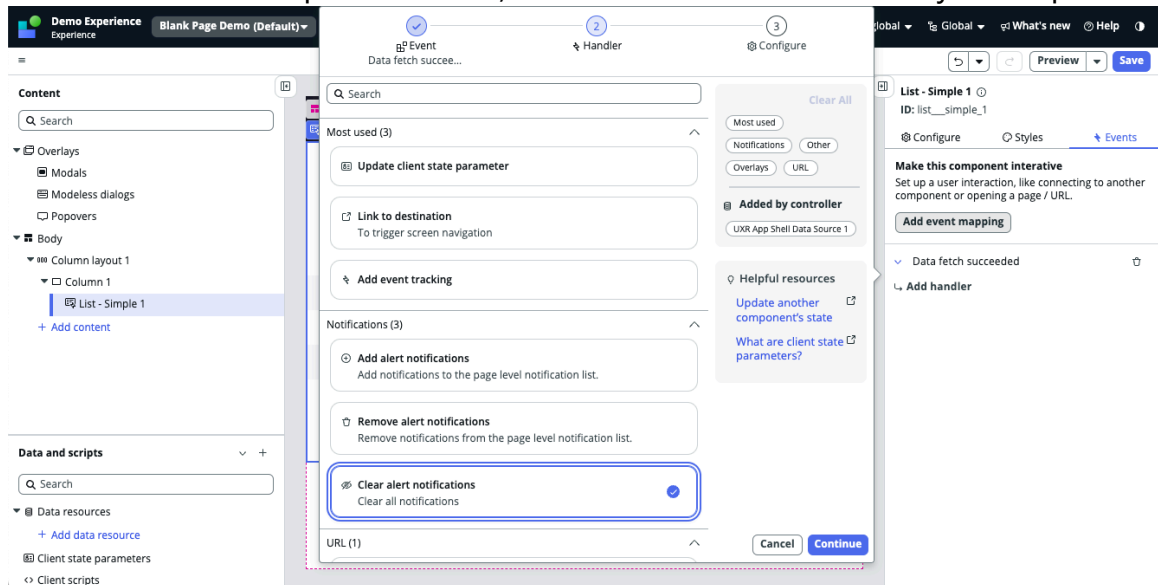 Demo Experience
Experience
Blank Page Demo (Default)
Global
What's new
Help
Preview
Save
Content
Search
Overlays
Modals
Modeless dialogs
Popovers
Body
Column layout 1
Column 1
List - Simple 1
+ Add content
Data and scripts
Search
Data resources
+ Add data resource
Client state parameters
Client scripts
Event
Data fetch succee...
2
Handler
3
Configure
Search
Most used (3)
Update client state parameter
Link to destination
To trigger screen navigation
Add event tracking
Notifications (3)
Add alert notifications
Add notifications to the page level notification list.
Remove alert notifications
Remove notifications from the page level notification list.
Clear alert notifications
Clear all notifications
URL (1)
Clear All
Most used
Notifications Other
Overlays URL
Added by controller
UXR App Shell Data Source 1
Helpful resources
Update another
component's state
What are client state
parameters?
Cancel Continue
List - Simple 1
ID: list__simple_1
Configure Styles Events
Make this component interative
Set up a user interaction, like connecting to another
component or opening a page / URL.
Add event mapping
Data fetch succeeded
Add handler